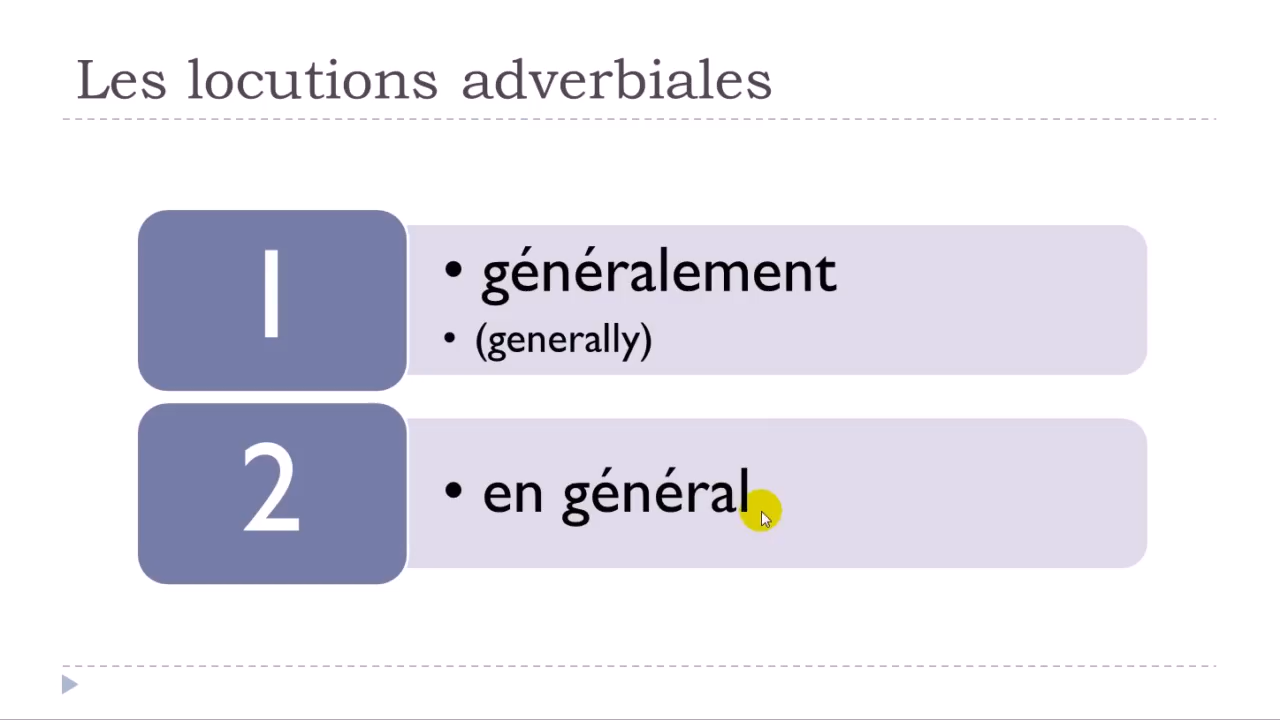 Les locutions adverbiales
1
• généralement
• (generally)
2
• en général